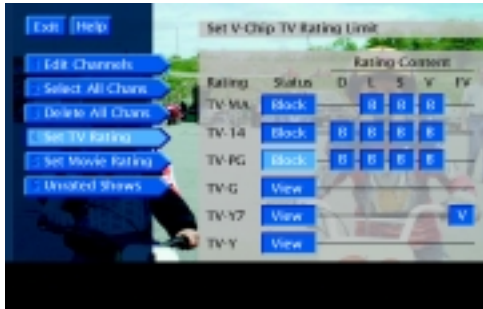 Exit Help
Set V-Chip TV Rating Limit
Edit Channels
Select All Chans
Delete All Chans
Set TV Rating
Set Movie Rating
Unrated Shows
Rating Content
Rating Status D L S V FV
TV-MA Block B B B
TV-14 Block B B B B
TV-PG Block B B B B
TV-G View
TV-Y7 View V
TV-Y View